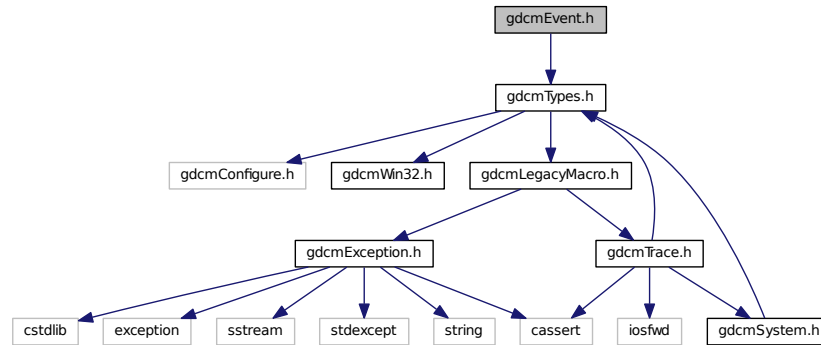 gdcmEvent.h
gdcmTypes.h
gdcmConfigure.h
gdcmWin32.h
gdcmLegacyMacro.h
gdcmException.h
gdcmTrace.h
cstdlib
exception
sstream
stdexcept
string
cassert
iosfwd
gdcmSystem.h